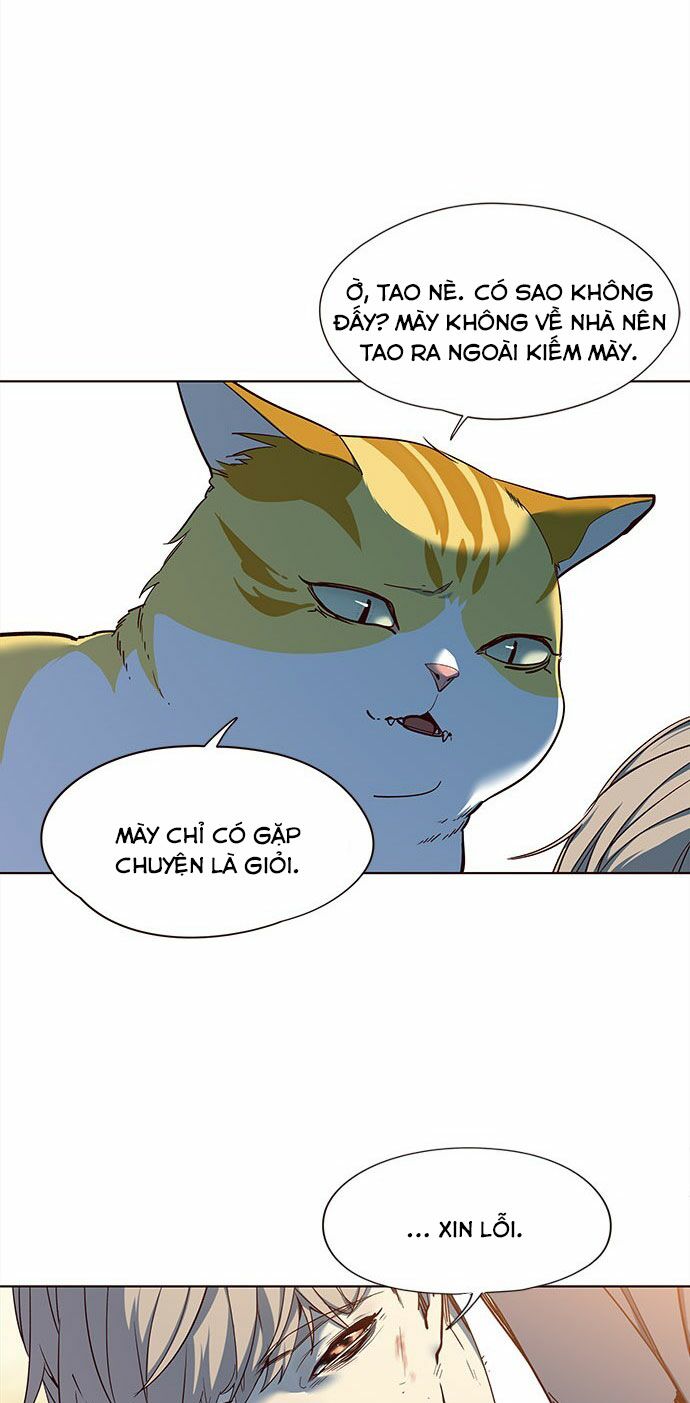 Ờ, TAO NÈ. CÓ SAO KHÔNG
ĐẤY? MÀY KHÔNG VỀ NHÀ NÊN
TAO RA NGOÀI KIẾM MÀY.
MÀY CHỈ CÓ GẶP
CHUYỆN LÀ GIỎI.
... XIN LỖI.